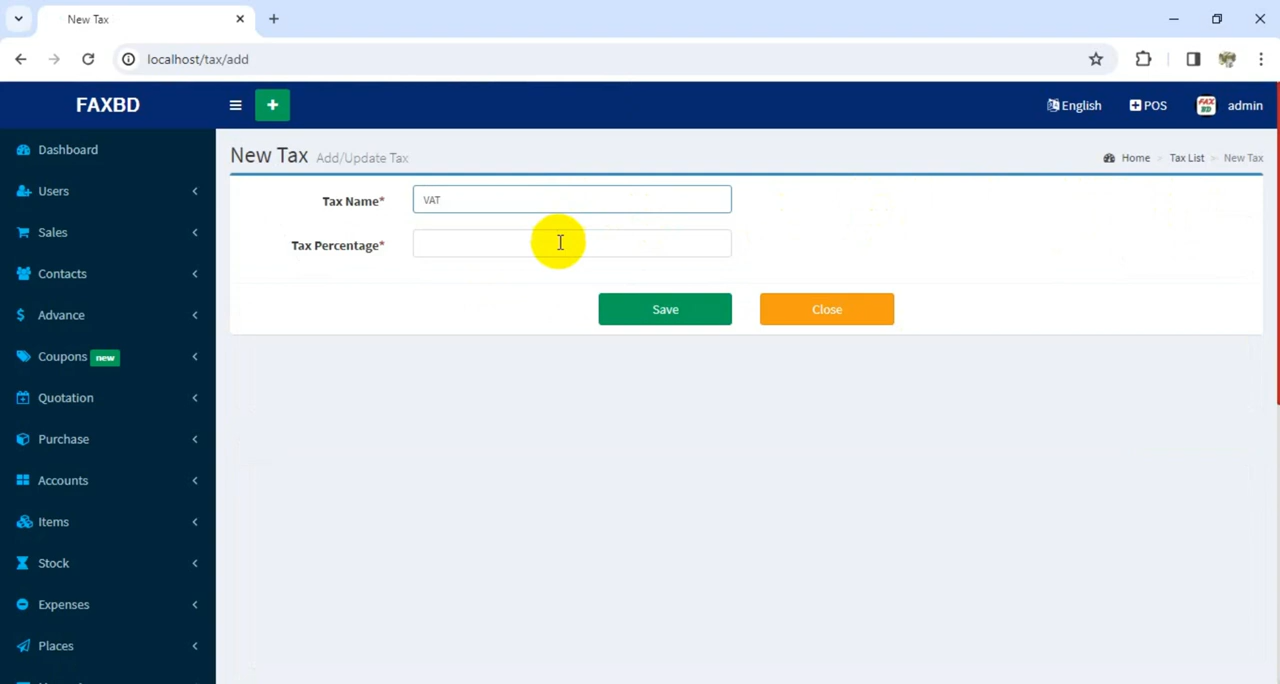 New Tax
localhost/tax/add
FAXBD
English
POS
admin
Dashboard
Users
Sales
Contacts
Advance
Coupons new
Quotation
Purchase
Accounts
Items
Stock
Expenses
Places
New Tax Add/Update Tax
Home > Tax List > New Tax
Tax Name* VAT
Tax Percentage*
Save Close